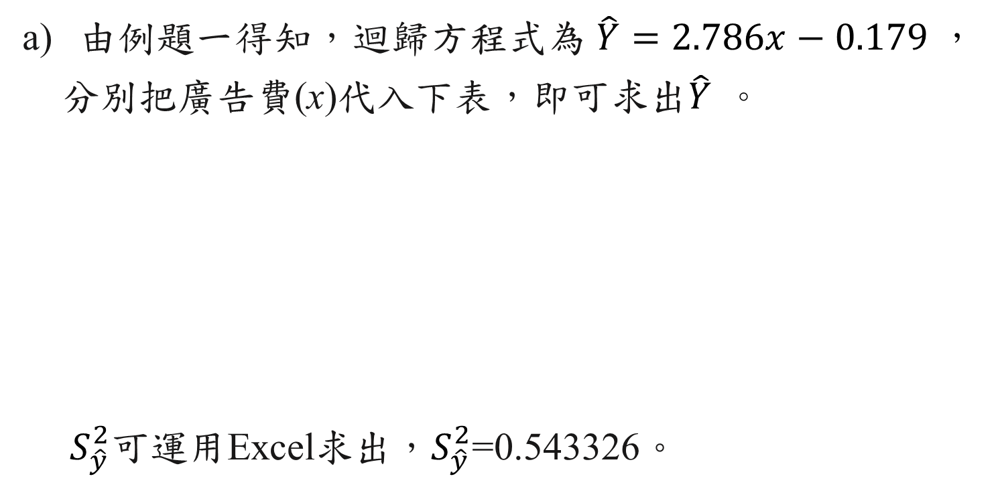 a) 由例題一得知，迴歸方程式為 Ŷ = 2.786x − 0.179 ，
分別把廣告費(x)代入下表，即可求出Ŷ 。
S²ŷ可運用Excel求出，S²ŷ=0.543326。